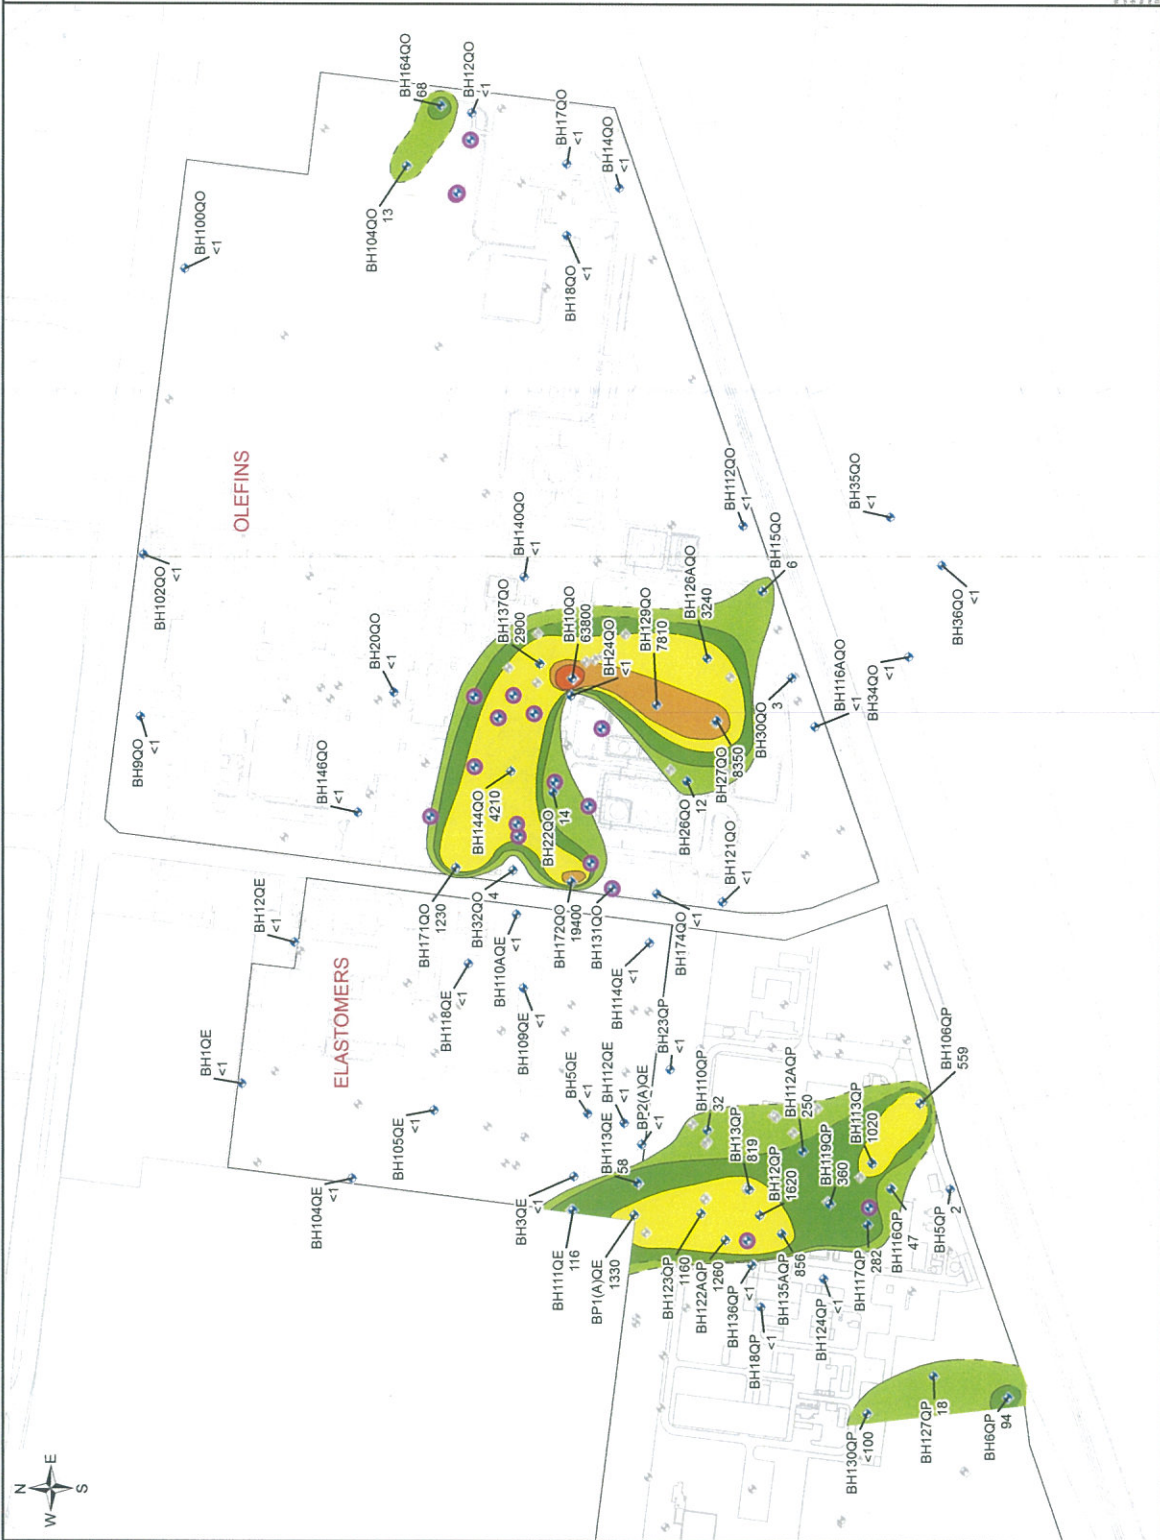 N
W E
S
OLEFINS
ELASTOMERS
BH164QO
68
BH12QO
<1
BH17QO
<1
BH14QO
<1
BH104QO
13
BH18QO
<1
BH100QO
<1
BH102QO
<1
BH9QO
<1
BH20QO
<1
BH146QO
<1
BH140QO
<1
BH137QO
2900
BH10QO
63800
BH24QO
<1
BH129QO
7810
BH126AQO
3240
BH112QO
<1
BH15QO
6
BH35QO
<1
BH36QO
<1
BH34QO
<1
BH116AQO
<1
BH30QO
3
BH27QO
8350
BH26QO
12
BH144QO
4210
BH22QO
14
BH121QO
<1
BH171QO
1230
BH32QO
4
BH172QO
19400
BH131QO
BH174QO
<1
BH12QE
<1
BH1QE
<1
BH118QE
<1
BH110AQE
<1
BH109QE
<1
BH114QE
<1
BH23QP
<1
BH105QE
<1
BH104QE
<1
BH5QE
<1
BH112QE
<1
BP2(A)QE
<1
BH113QE
58
BH3QE
<1
BH111QE
116
BP1(A)QE
1330
BH110QP
32
BH13QP
819
BH12QP
1620
BH112AQP
250
BH119QP
360
BH113QP
1020
BH106QP
559
BH123QP
1160
BH122AQP
1260
BH136QP
<1
BH135AQP
856
BH18QP
<1
BH124QP
<1
BH117QP
282
BH116QP
47
BH5QP
2
BH130QP
<100
BH127QP
18
BH6QP
94